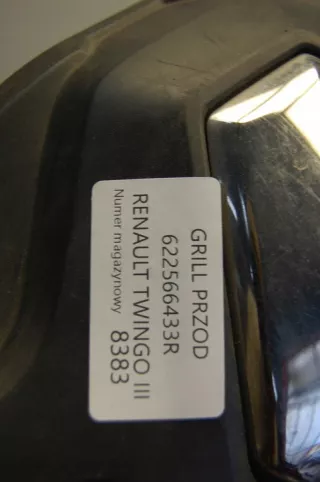 GRILL PRZOD
622566433R
RENAULT TWINGO III
Numer magazynowy 8383